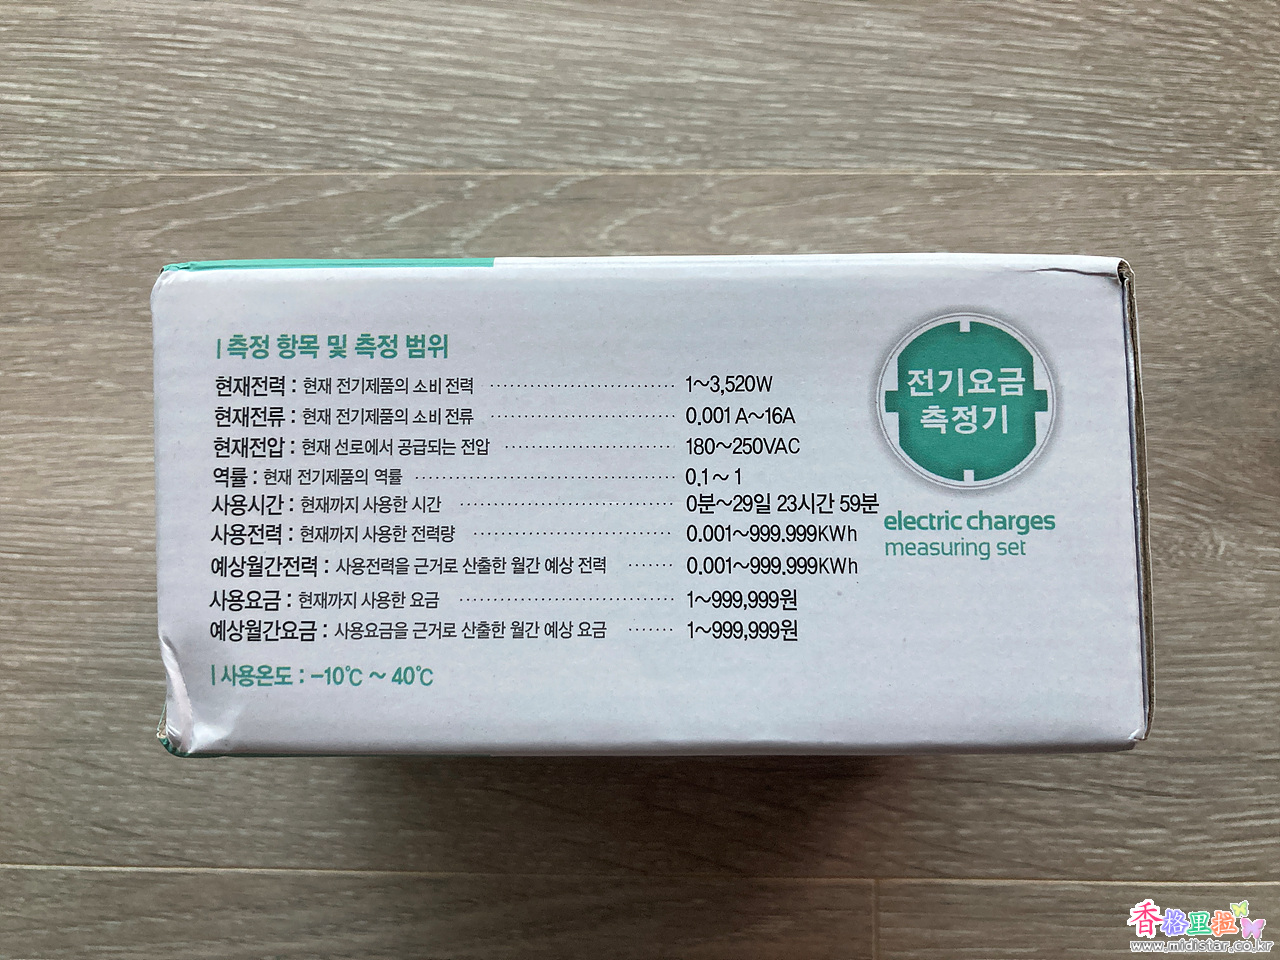 측정 항목 및 측정 범위
현재전력 : 현재 전기제품의 소비 전력 ............................ 1~3,520W
현재전류 : 현재 전기제품의 소비 전류 ............................ 0.001A~16A
현재전압 : 현재 선로에서 공급되는 전압 ......................... 180~250VAC
역률 : 현재 전기제품의 역률 ........................................ 0.1~1
사용시간 : 현재까지 사용한 시간 ................................. 0분~29일 23시간 59분
사용전력 : 현재까지 사용한 전력량 ............................... 0.001~999.999KWh
예상월간전력 : 사용전력을 근거로 산출한 월간 예상 전력 ....... 0.001~999.999KWh
사용요금 : 현재까지 사용한 요금 ................................. 1~999,999원
예상월간요금 : 사용요금을 근거로 산출한 월간 예상 요금 ....... 1~999,999원
사용온도 : -10℃ ~ 40℃
전기요금
측정기
electric charges
measuring set
香格里拉
www.midistar.co.kr